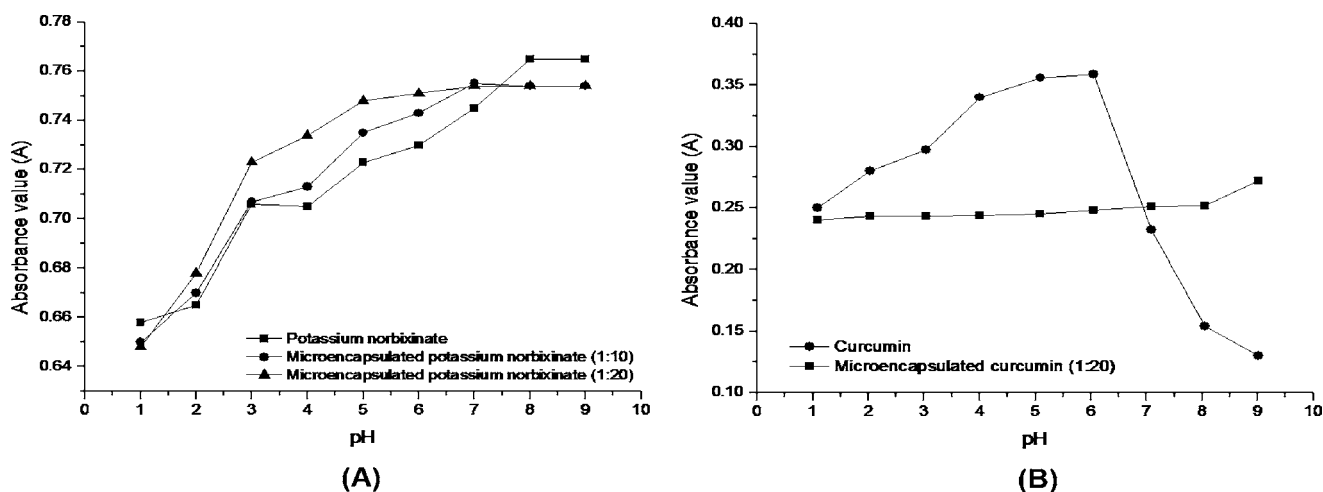 0.78
0.76
0.74
0.72
0.70
0.68
0.66
0.64
Absorbance value (A)
Potassium norbixinate
Microencapsulated potassium norbixinate (1:10)
Microencapsulated potassium norbixinate (1:20)
0 1 2 3 4 5 6 7 8 9 10
pH
(A)
0.40
0.35
0.30
0.25
0.20
0.15
0.10
Absorbance value (A)
Curcumin
Microencapsulated curcumin (1:20)
0 1 2 3 4 5 6 7 8 9 10
pH
(B)